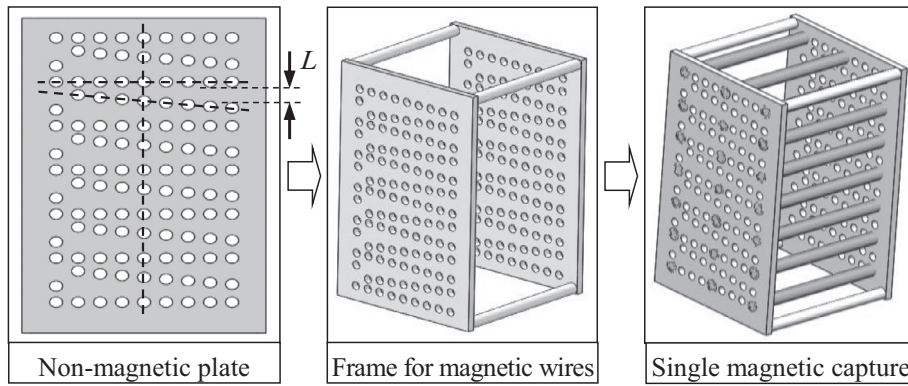 L
Non-magnetic plate
Frame for magnetic wires
Single magnetic capture